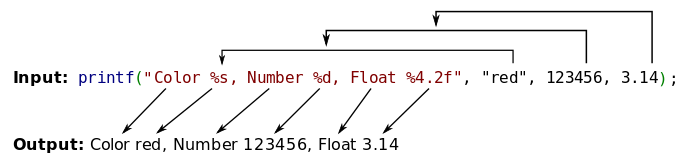 Input: printf("Color %s, Number %d, Float %4.2f", "red", 123456, 3.14);
Output: Color red, Number 123456, Float 3.14